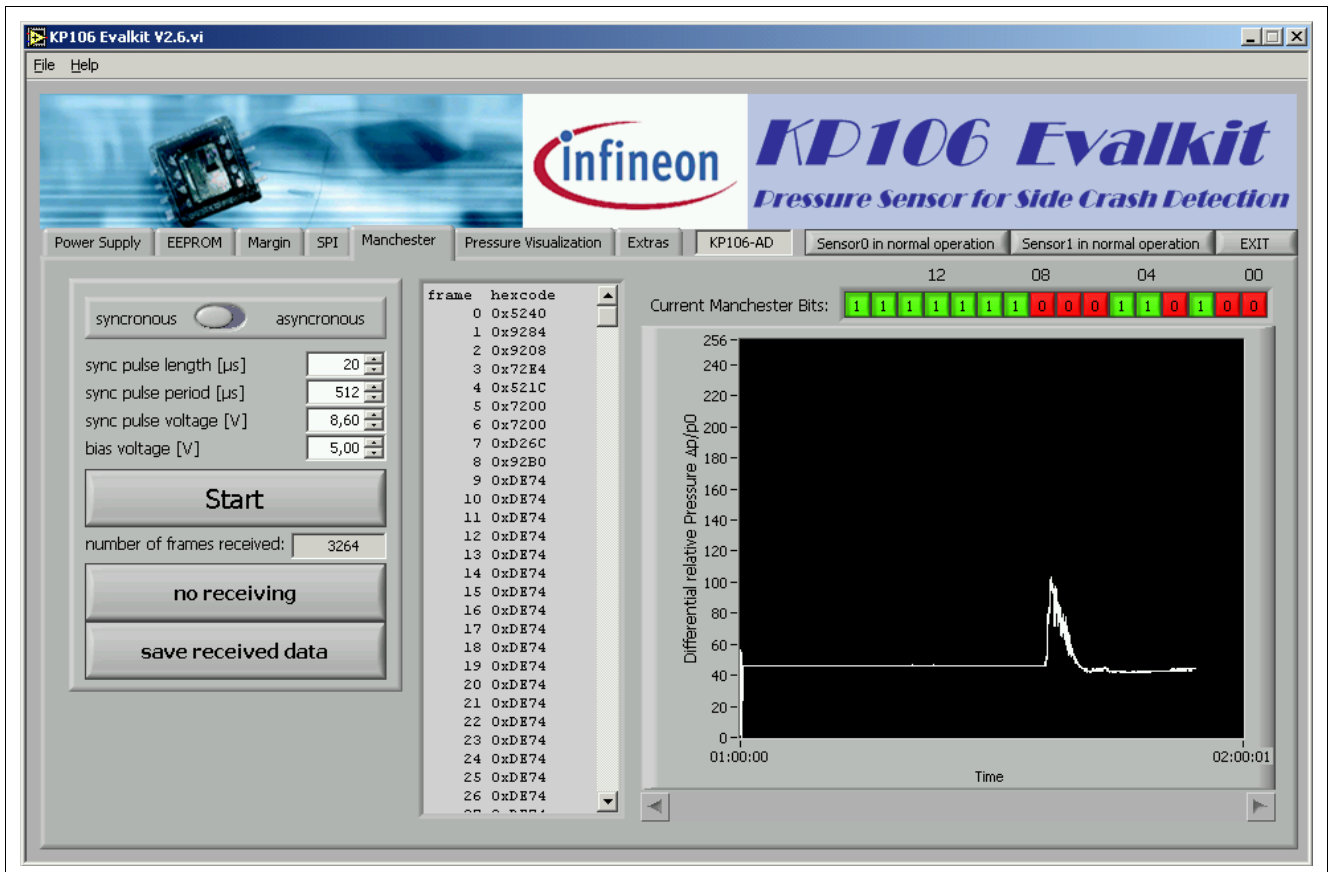 KP106 Evalkit V2.6.vi
File Help
infineon
KP106 Evalkit
Pressure Sensor for Side Crash Detection
Power Supply EEPROM Margin SPI Manchester Pressure Visualization Extras KP106-AD Sensor0 in normal operation Sensor1 in normal operation EXIT
syncronous asyncronous
sync pulse length [µs] 20
sync pulse period [µs] 512
sync pulse voltage [V] 8,60
bias voltage [V] 5,00
Start
number of frames received: 3264
no receiving
save received data
frame hexcode
0 0x5240
1 0x9284
2 0x9208
3 0x72E4
4 0x521C
5 0x7200
6 0x7200
7 0xD26C
8 0x92B0
9 0xDE74
10 0xDE74
11 0xDE74
12 0xDE74
13 0xDE74
14 0xDE74
15 0xDE74
16 0xDE74
17 0xDE74
18 0xDE74
19 0xDE74
20 0xDE74
21 0xDE74
22 0xDE74
23 0xDE74
24 0xDE74
25 0xDE74
26 0xDE74
12 08 04 00
Current Manchester Bits: 1 1 1 1 1 1 1 0 0 0 1 1 0 1 0 0
Differential relative Pressure Δp/p0
256
240
220
200
180
160
140
120
100
80
60
40
20
0
01:00:00 02:00:01
Time